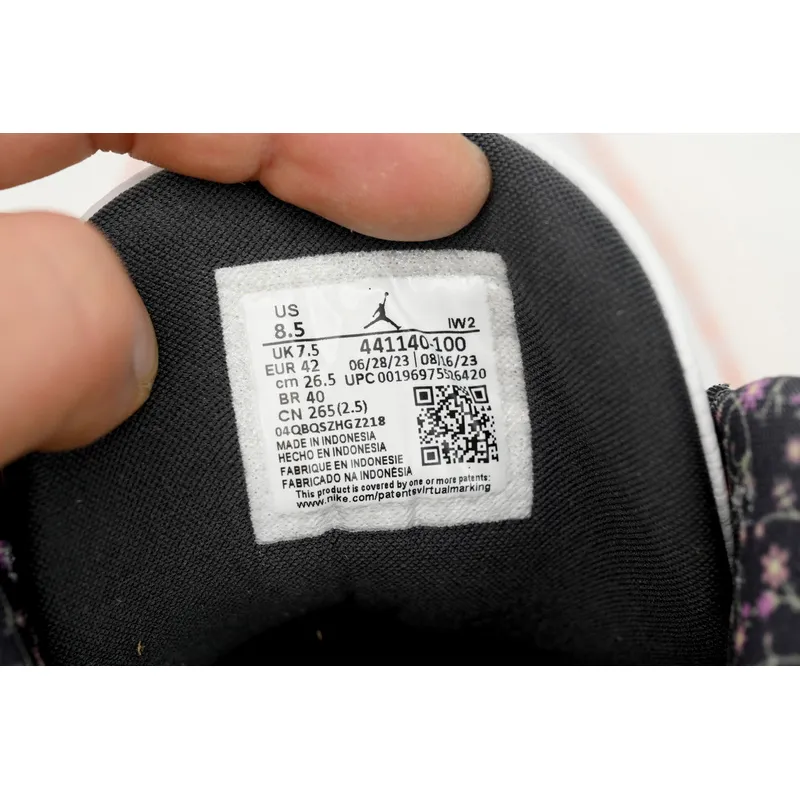 US
8.5 IW2
UK 7.5 441140-100
EUR 42 06/28/23 | 08/16/23
cm 26.5 UPC 00196975526420
BR 40
CN 265(2.5)
04QBQSZHGZ218
MADE IN INDONESIA
HECHO EN INDONESIA
FABRIQUE EN INDONESIE
FABRICADO NA INDONÉSIA
This product is covered by one or more patents:
www.nike.com/patentsvirtualmarking